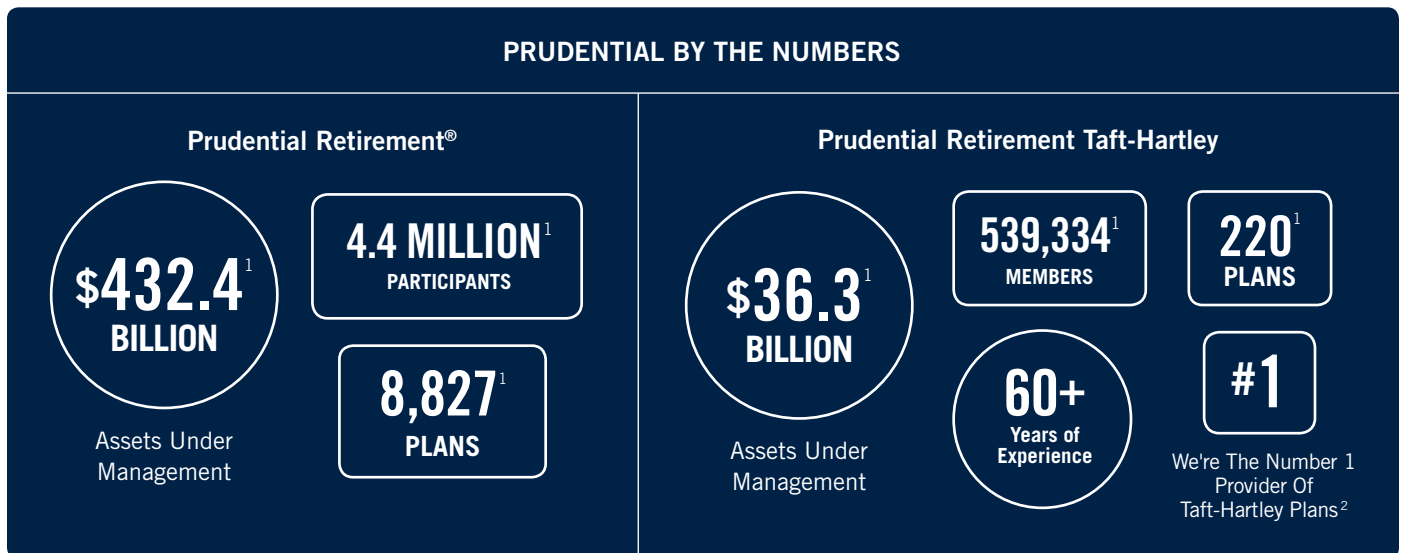 PRUDENTIAL BY THE NUMBERS
Prudential Retirement®
$432.4¹
BILLION
Assets Under
Management
4.4 MILLION¹
PARTICIPANTS
8,827¹
PLANS
Prudential Retirement Taft-Hartley
$36.3¹
BILLION
Assets Under
Management
539,334¹
MEMBERS
220¹
PLANS
60+
Years of
Experience
#1
We're The Number 1
Provider Of
Taft-Hartley Plans²